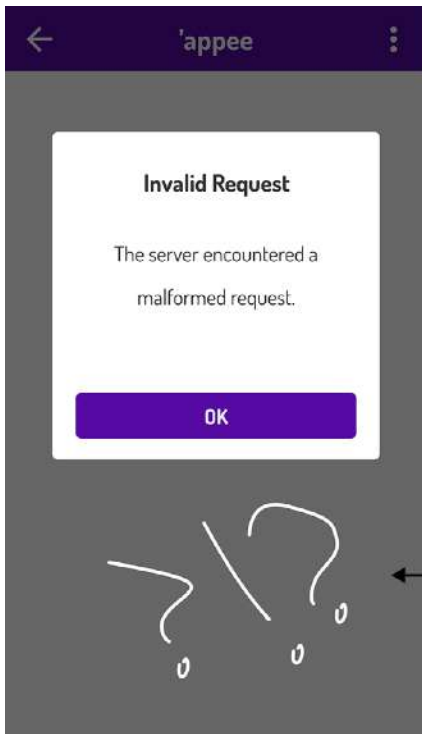 'appee
Invalid Request
The server encountered a
malformed request.
OK
? ! ?